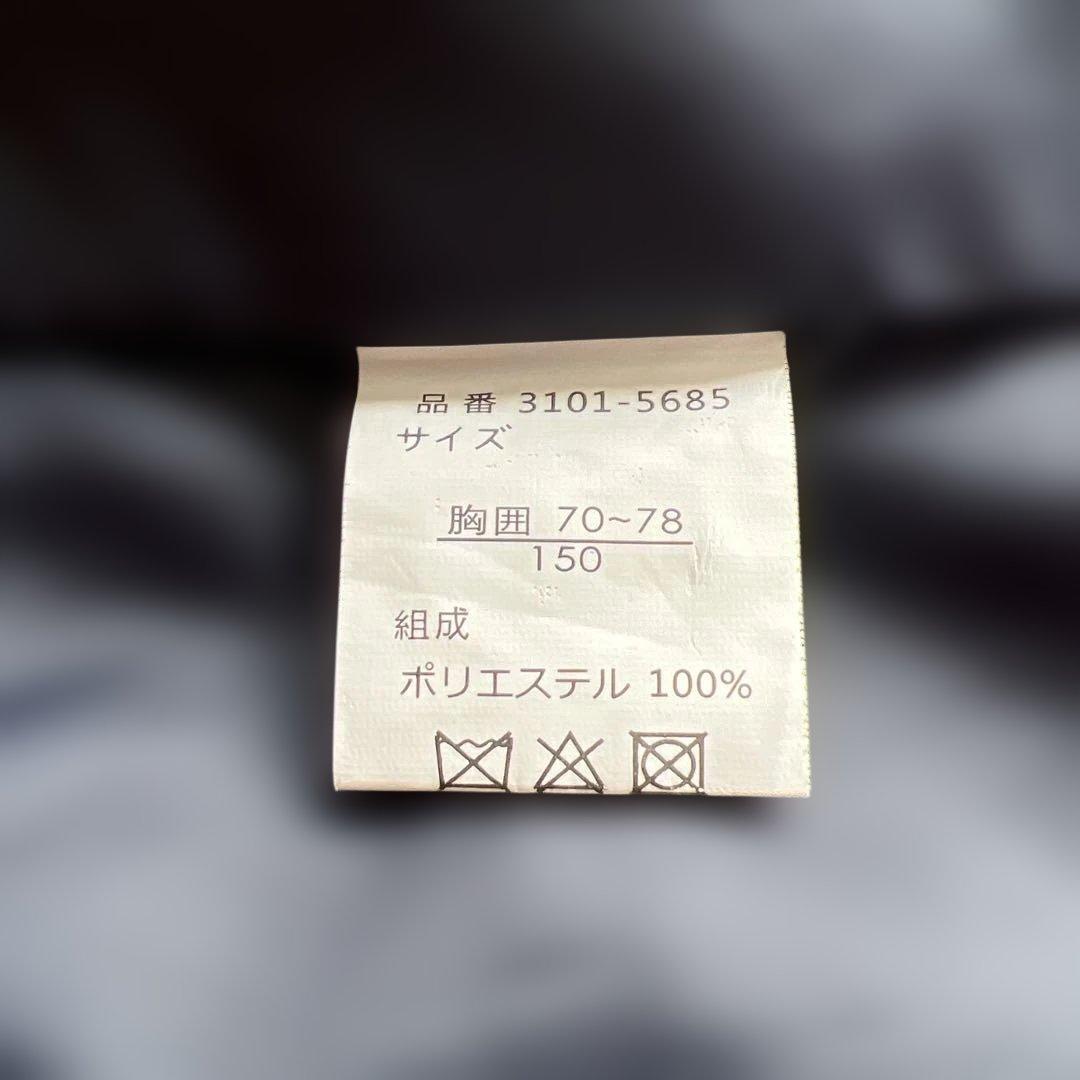 品番 3101-5685
サイズ
胸囲 70~78
150
組成
ポリエステル 100%